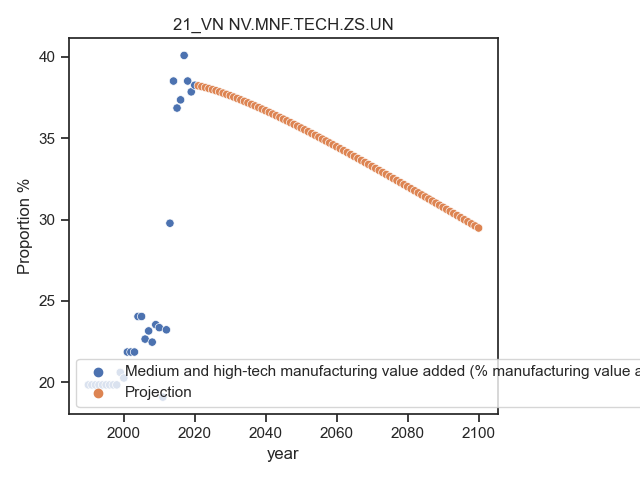 21_VN NV.MNF.TECH.ZS.UN
40
35
30
25
20
Proportion %
Medium and high-tech manufacturing value added (% manufacturing value
Projection
2000 2020 2040 2060 2080 2100
year